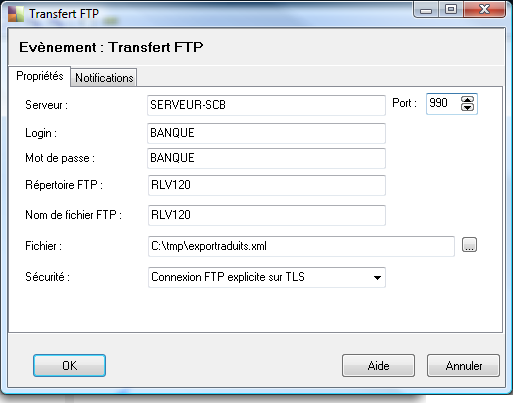 Transfert FTP
Evènement : Transfert FTP
Propriétés Notifications
Serveur : SERVEUR-SCB Port : 990
Login : BANQUE
Mot de passe : BANQUE
Répertoire FTP : RLV120
Nom de fichier FTP : RLV120
Fichier : C:\tmp\exportraduits.xml ...
Sécurité : Connexion FTP explicite sur TLS
OK Aide Annuler